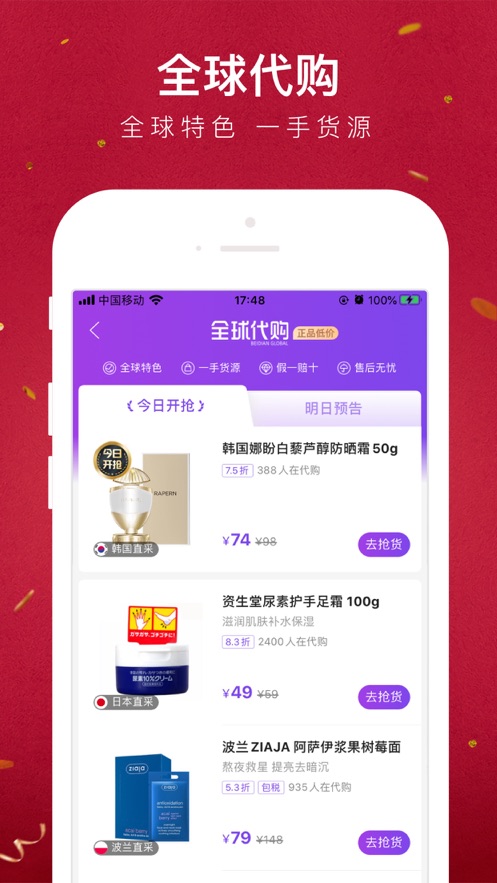 全球代购
全球特色 一手货源
中国移动 17:48 100%
全球代购 正品低价
BEIDIAN GLOBAL
全球特色 一手货源 假一赔十 售后无忧
今日开抢 明日预告
今日
开抢
RAPERN
韩国直采
韩国娜盼白藜芦醇防晒霜 50g
7.5折 388人在代购
¥74 ¥98 去抢货
ガサガサ、ゴチゴチに!
尿素10%クリーム
日本直采
资生堂尿素护手足霜 100g
滋润肌肤补水保湿
8.3折 2400人在代购
¥49 ¥59 去抢货
ziaja
ziaja
antioxidation
acai berry
波兰直采
波兰 ZIAJA 阿萨伊浆果树莓面
熬夜救星 提亮去暗沉
5.3折 包税 935人在代购
¥79 ¥148 去抢货